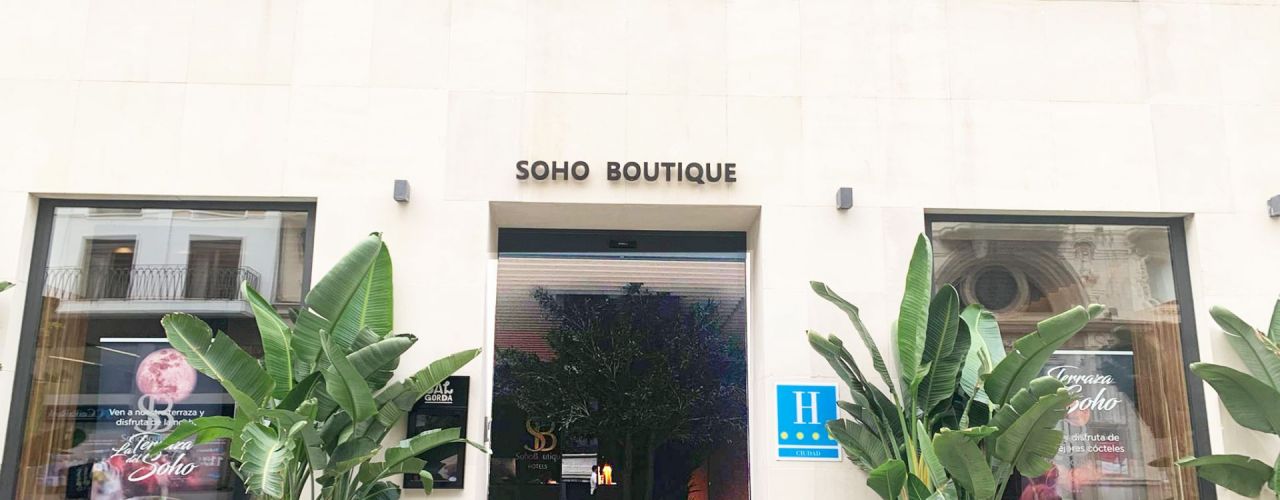 SOHO BOUTIQUE
Ven a nuestra terraza y
disfruta de la
La Terraza
del Soho
GORDA
SB
SohoBoutique
HOTELS
H
CIUDAD
Terraza
Soho
y disfruta de
cócteles